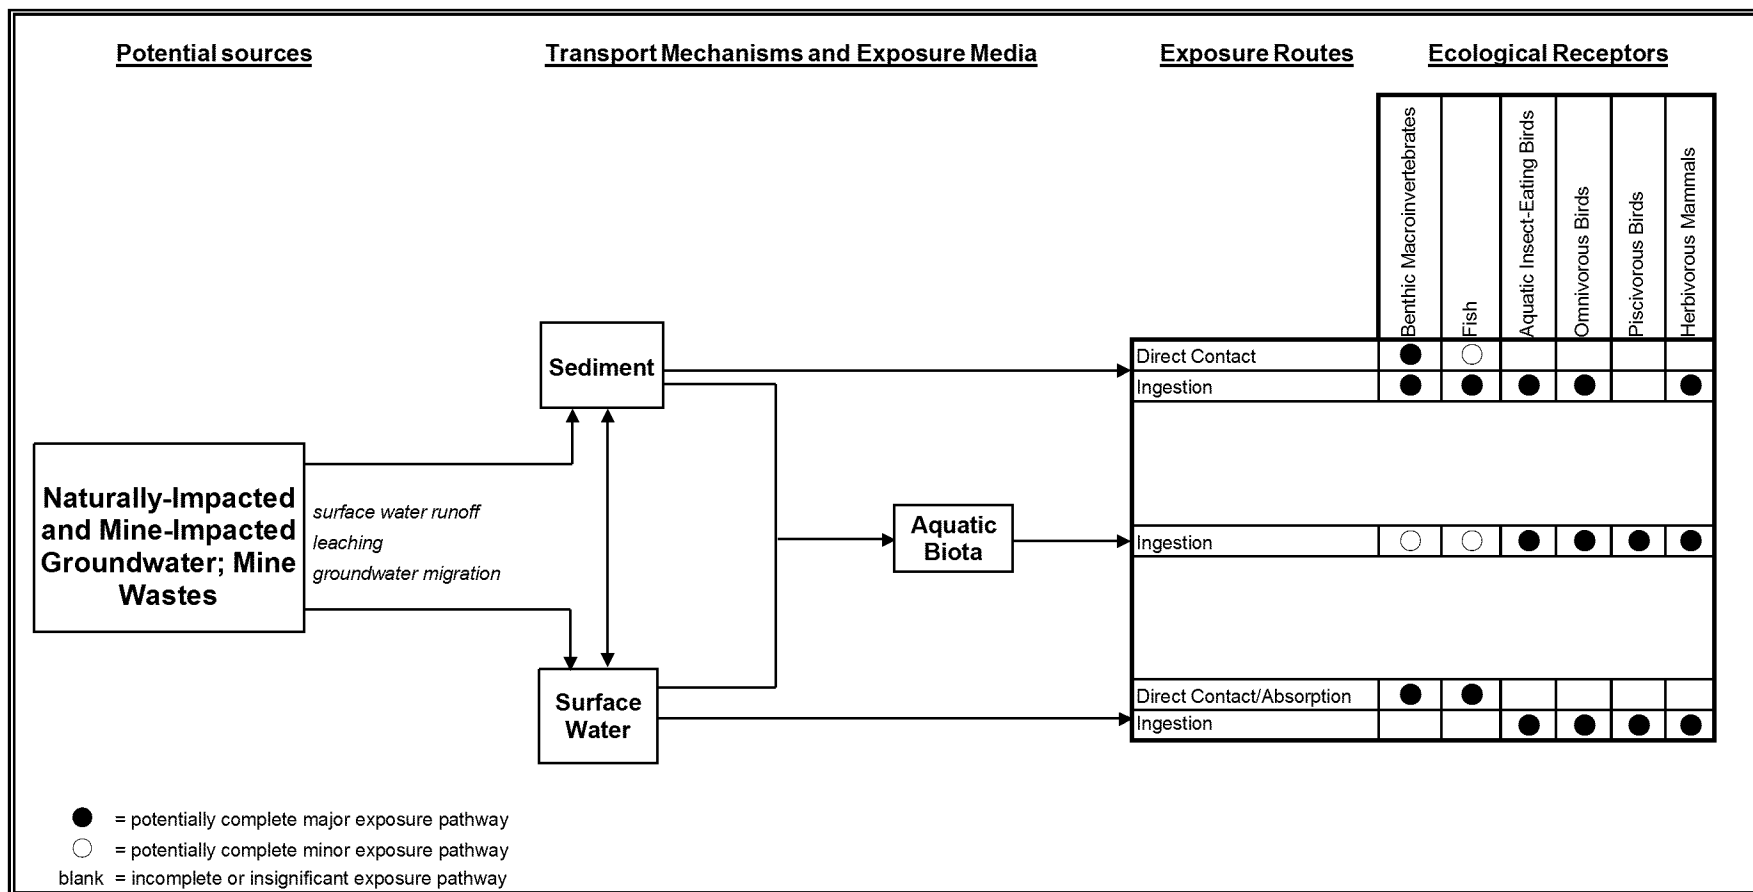 Potential sources
Transport Mechanisms and Exposure Media
Exposure Routes
Ecological Receptors
Benthic Macroinvertebrates
Fish
Aquatic Insect-Eating Birds
Omnivorous Birds
Piscivorous Birds
Herbivorous Mammals
Sediment
Direct Contact
Ingestion
Naturally-Impacted
and Mine-Impacted
Groundwater; Mine
Wastes
surface water runoff
leaching
groundwater migration
Aquatic
Biota
Ingestion
Surface
Water
Direct Contact/Absorption
Ingestion
= potentially complete major exposure pathway
= potentially complete minor exposure pathway
blank = incomplete or insignificant exposure pathway